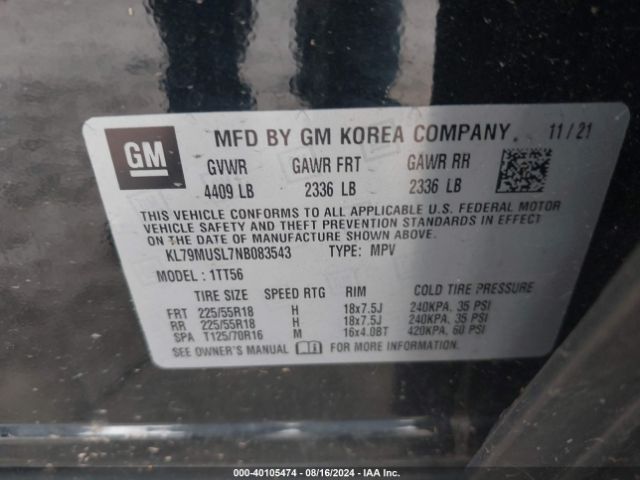 GM
MFD BY GM KOREA COMPANY 11/21
GVWR GAWR FRT GAWR RR
4409 LB 2336 LB 2336 LB
THIS VEHICLE CONFORMS TO ALL APPLICABLE U.S. FEDERAL MOTOR
VEHICLE SAFETY AND THEFT PREVENTION STANDARDS IN EFFECT
ON THE DATE OF MANUFACTURE SHOWN ABOVE.
KL79MUSL7NB083543 TYPE: MPV
MODEL: 1TT56
TIRE SIZE SPEED RTG RIM COLD TIRE PRESSURE
FRT 225/55R18 H 18x7.5J 240KPA, 35 PSI
RR 225/55R18 H 18x7.5J 240KPA, 35 PSI
SPA T125/70R16 M 16x4.0BT 420KPA, 60 PSI
SEE OWNER'S MANUAL FOR MORE INFORMATION
000-40105474 - 08/16/2024 - IAA Inc.